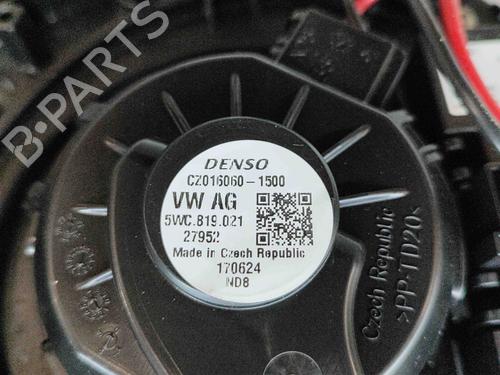 B-PARTS
DENSO
CZ016060-1500
VW AG
5WC.819.021
27952
Made in Czech Republic
170624
ND8
Czech Republic
>PP-TD20<